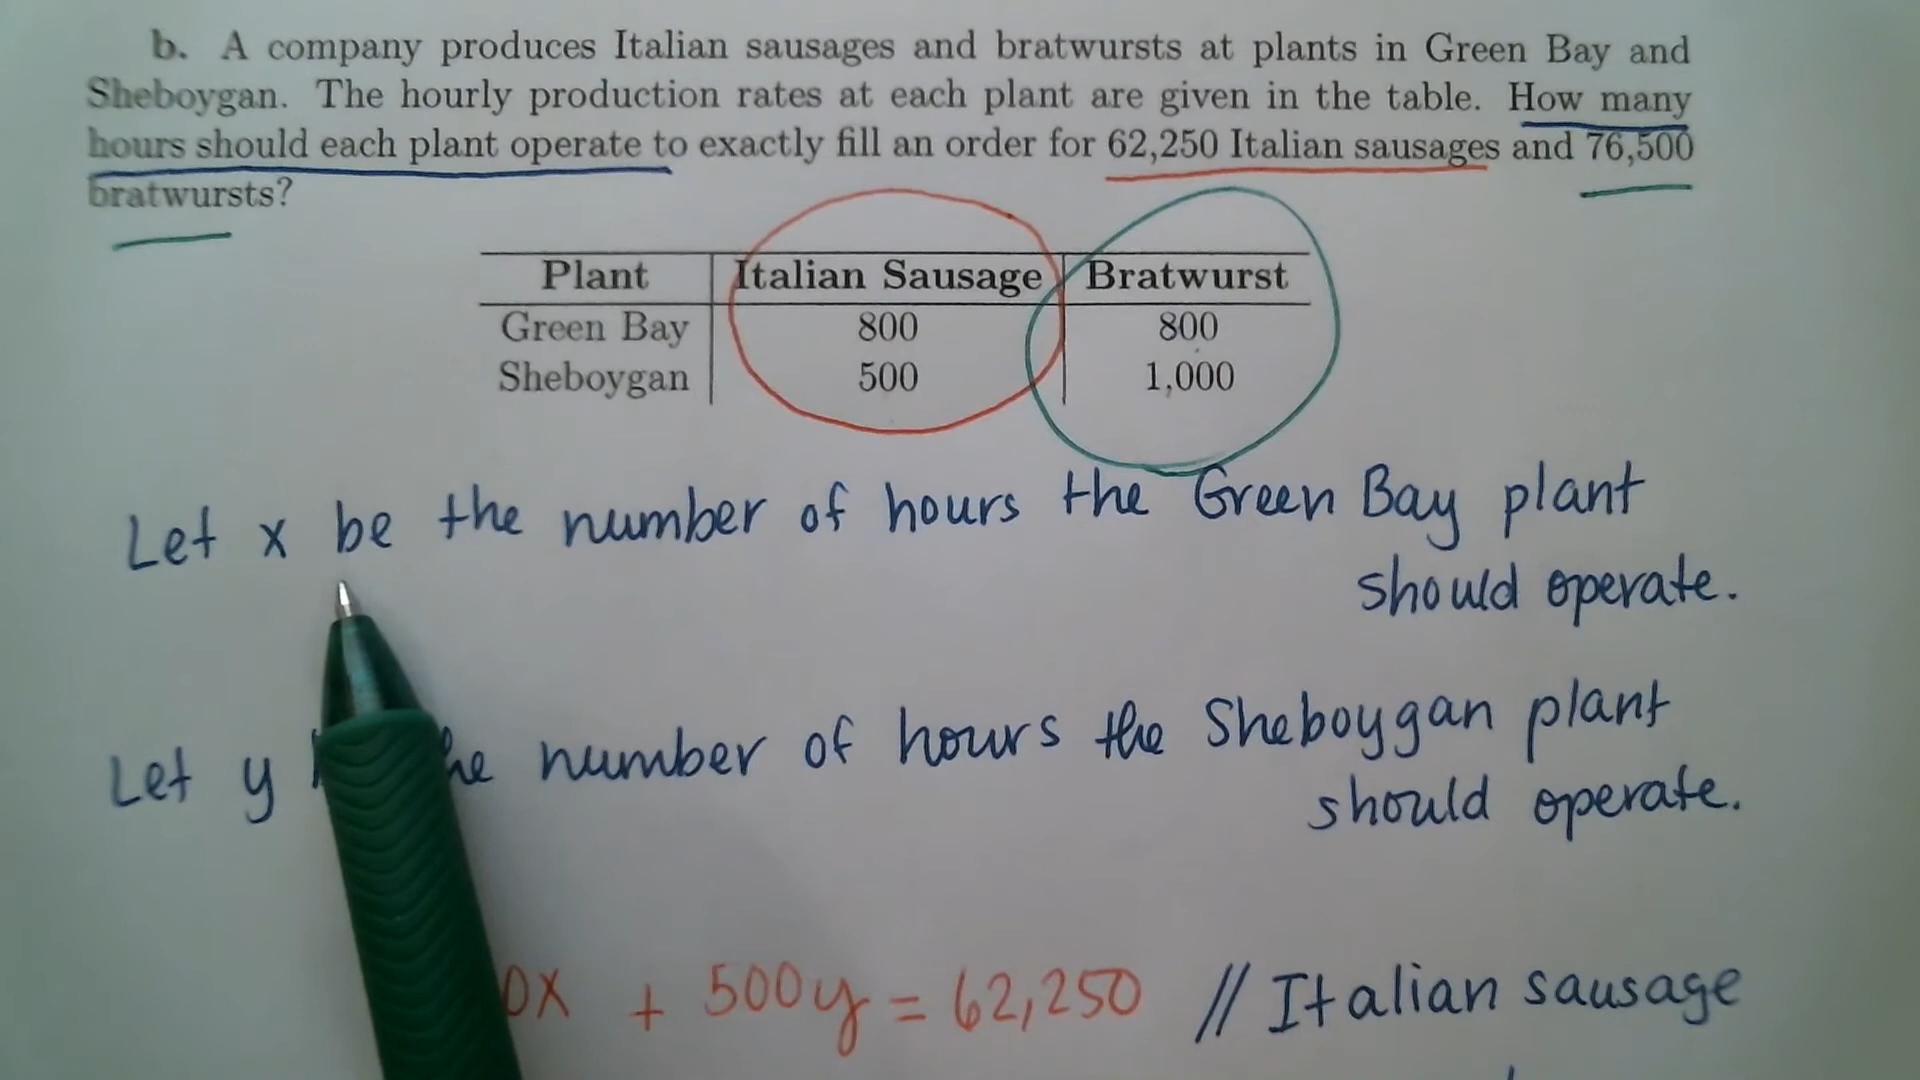 b. A company produces Italian sausages and bratwursts at plants in Green Bay and
Sheboygan. The hourly production rates at each plant are given in the table. How many
hours should each plant operate to exactly fill an order for 62,250 Italian sausages and 76,500
bratwursts?
Plant Italian Sausage Bratwurst
Green Bay 800 800
Sheboygan 500 1,000
Let x be the number of hours the Green Bay plant
should operate.
Let y number of hours the Sheboygan plant
should operate.
0x + 500y = 62,250 // Italian sausage